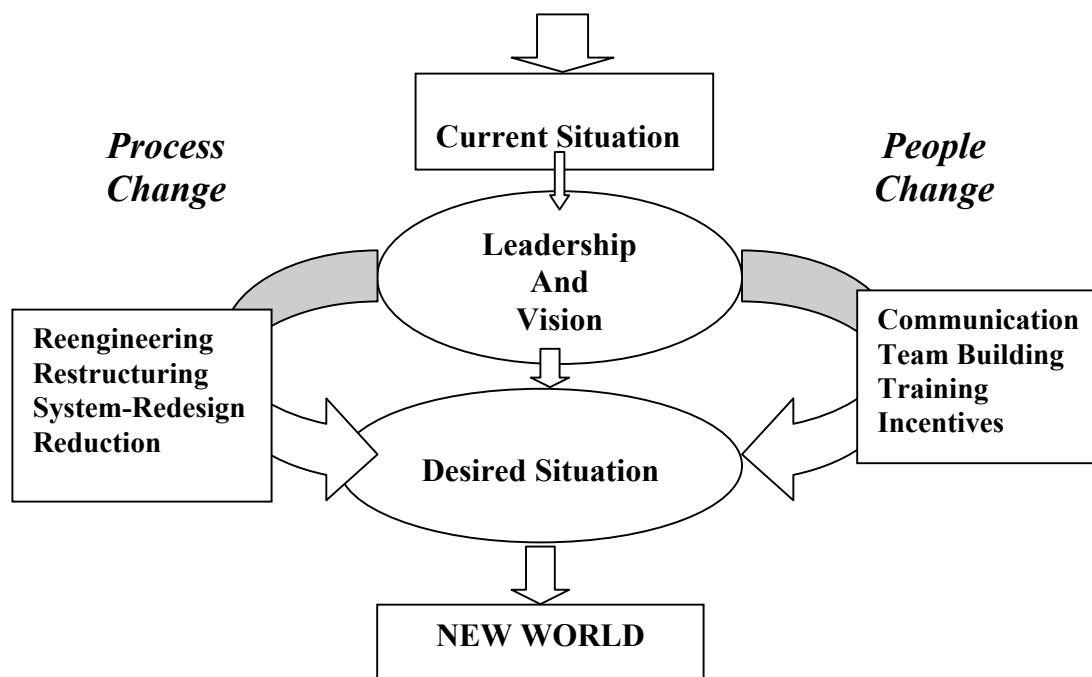 Current Situation
Process
Change
People
Change
Leadership
And
Vision
Reengineering
Restructuring
System-Redesign
Reduction
Communication
Team Building
Training
Incentives
Desired Situation
NEW WORLD